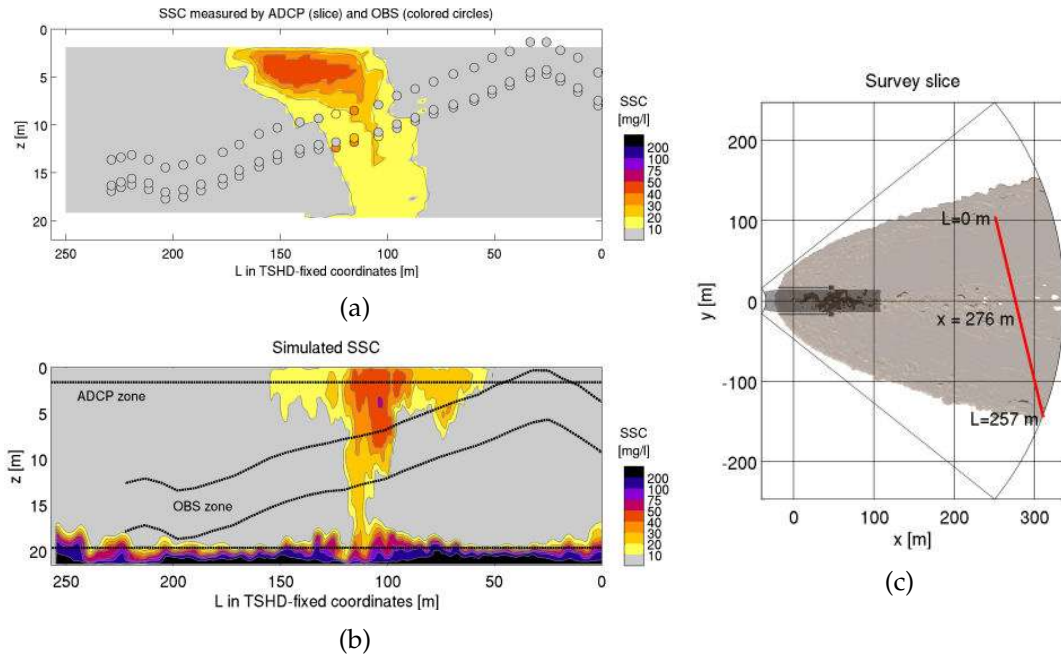 SSC measured by ADCP (slice) and OBS (colored circles)
0
5
10
15
20
z [m]
250 200 150 100 50 0
L in TSHD-fixed coordinates [m]
SSC
[mg/l]
200
100
75
50
40
30
20
10
(a)
Simulated SSC
0
5
10
15
20
z [m]
ADCP zone
OBS zone
250 200 150 100 50 0
L in TSHD-fixed coordinates [m]
SSC
[mg/l]
200
100
75
50
40
30
20
10
(b)
Survey slice
200
100
0
-100
-200
y [m]
L=0 m
x = 276 m
L=257 m
0 100 200 300
x [m]
(c)